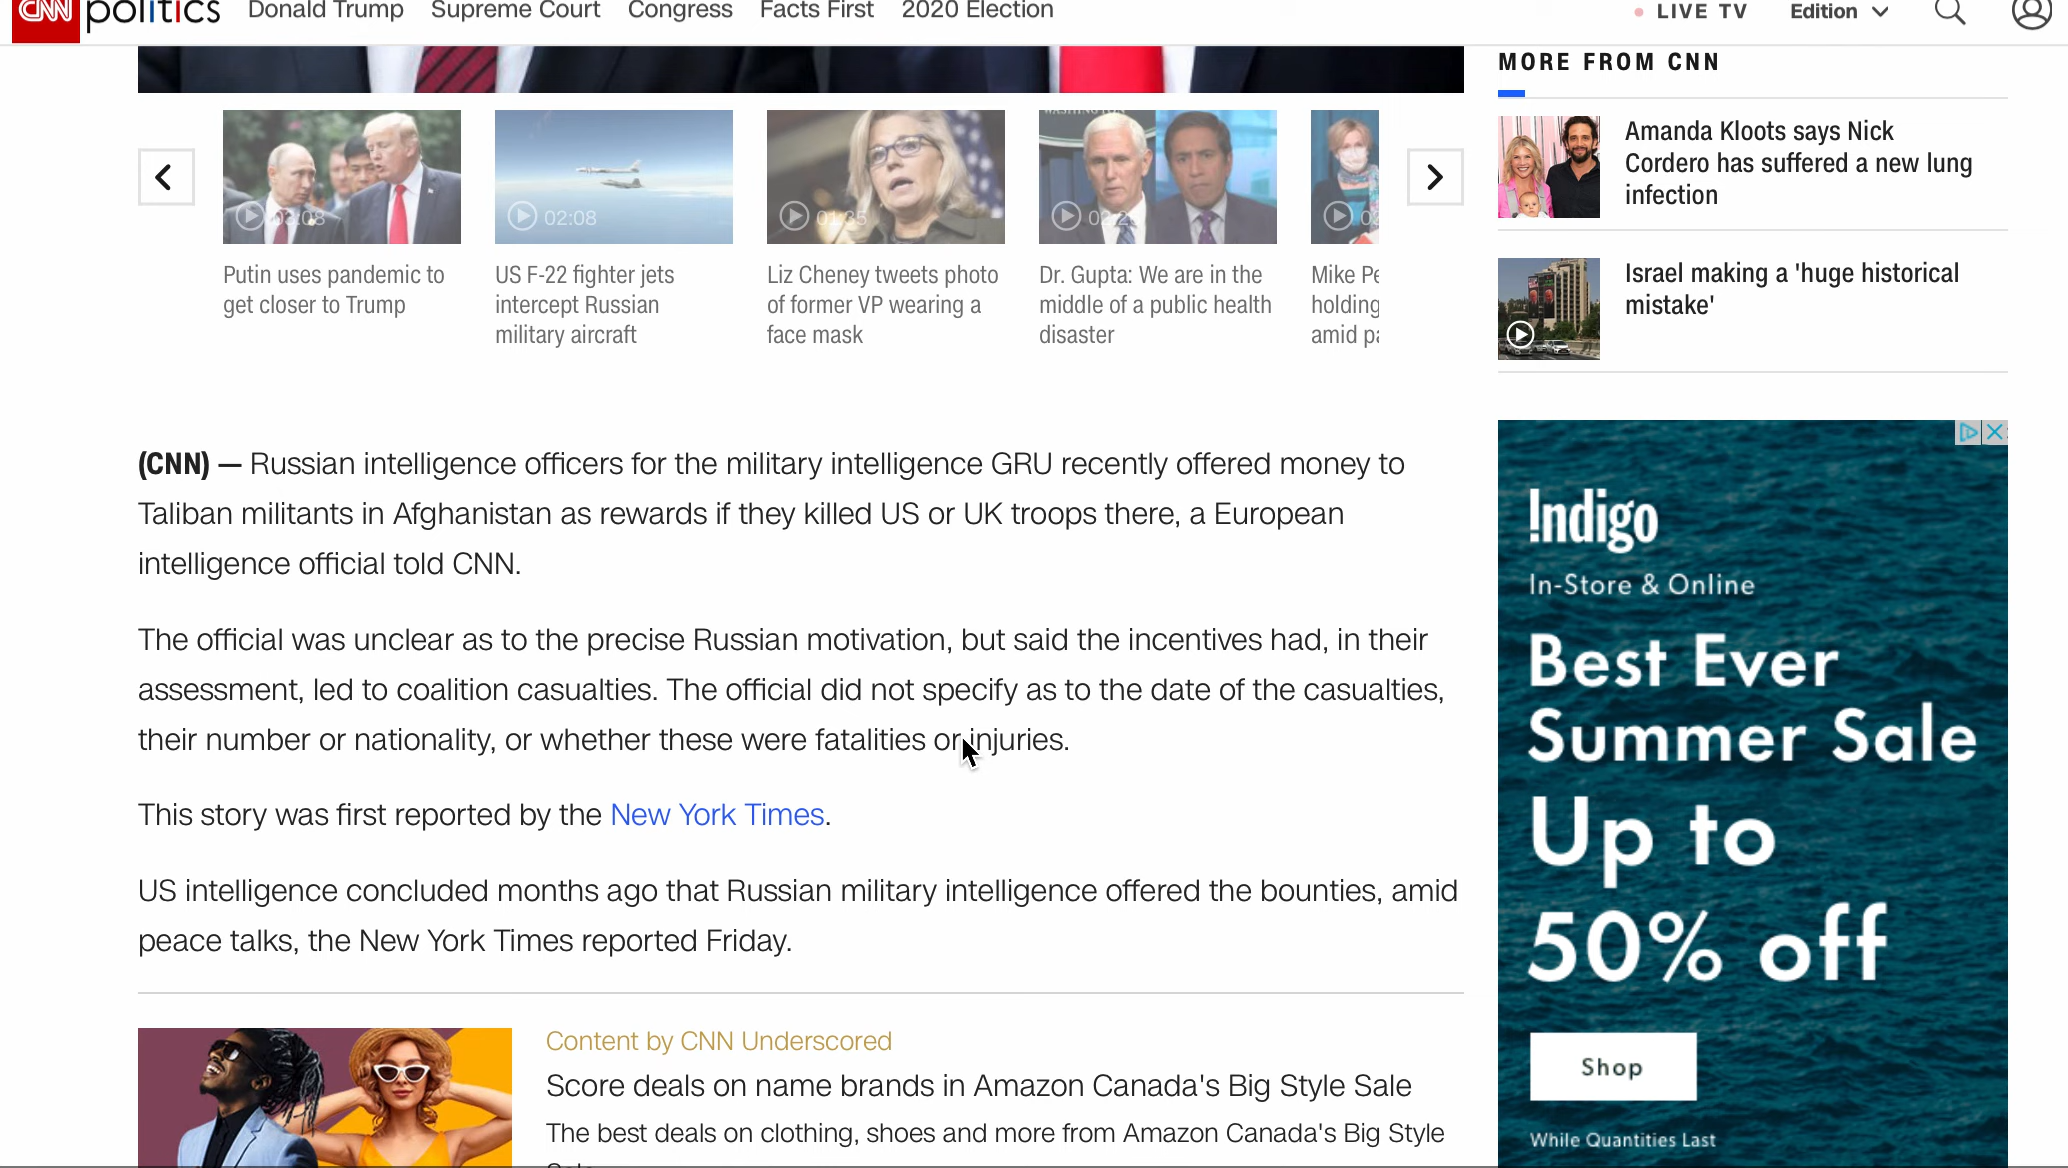 CNN politics Donald Trump Supreme Court Congress Facts First 2020 Election LIVE TV Edition
02:08
Putin uses pandemic to
get closer to Trump
02:08
US F-22 fighter jets
intercept Russian
military aircraft
01:35
Liz Cheney tweets photo
of former VP wearing a
face mask
Dr. Gupta: We are in the
middle of a public health
disaster
Mike Pe
holding
amid pa
(CNN) — Russian intelligence officers for the military intelligence GRU recently offered money to
Taliban militants in Afghanistan as rewards if they killed US or UK troops there, a European
intelligence official told CNN.
The official was unclear as to the precise Russian motivation, but said the incentives had, in their
assessment, led to coalition casualties. The official did not specify as to the date of the casualties,
their number or nationality, or whether these were fatalities or injuries.
This story was first reported by the New York Times.
US intelligence concluded months ago that Russian military intelligence offered the bounties, amid
peace talks, the New York Times reported Friday.
Content by CNN Underscored
Score deals on name brands in Amazon Canada's Big Style Sale
The best deals on clothing, shoes and more from Amazon Canada's Big Style
MORE FROM CNN
Amanda Kloots says Nick
Cordero has suffered a new lung
infection
Israel making a 'huge historical
mistake'
!ndigo
In-Store & Online
Best Ever
Summer Sale
Up to
50% off
Shop
While Quantities Last